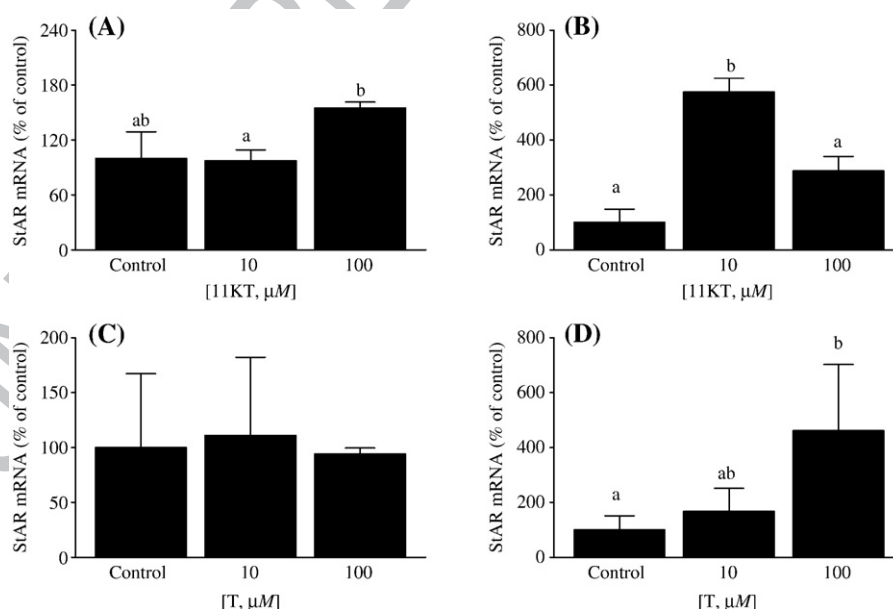 (A)
StAR mRNA (% of control)
240
180
120
60
0
ab
a
b
Control 10 100
[11KT, μM]
(B)
StAR mRNA (% of control)
800
600
400
200
0
a
b
a
Control 10 100
[11KT, μM]
(C)
StAR mRNA (% of control)
200
150
100
50
0
Control 10 100
[T, μM]
(D)
StAR mRNA (% of control)
800
600
400
200
0
a
ab
b
Control 10 100
[T, μM]